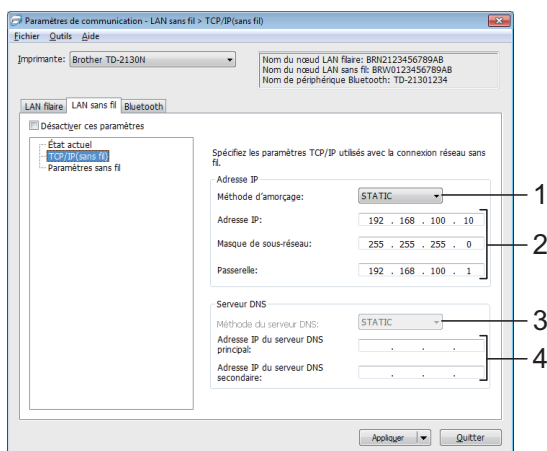 Paramètres de communication - LAN sans fil > TCP/IP(sans fil)
Fichier Outils Aide
Imprimante: Brother TD-2130N
Nom du nœud LAN filaire: BRN2123456789AB
Nom du nœud LAN sans fil: BRW0123456789AB
Nom de périphérique Bluetooth: TD-21301234
LAN filaire LAN sans fil Bluetooth
Désactiver ces paramètres
État actuel
TCP/IP(sans fil)
Paramètres sans fil
Spécifiez les paramètres TCP/IP utilisés avec la connexion réseau sans
fil.
Adresse IP
Méthode d'amorçage: STATIC 1
Adresse IP: 192 . 168 . 100 . 10
Masque de sous-réseau: 255 . 255 . 255 . 0 2
Passerelle: 192 . 168 . 100 . 1
Serveur DNS
Méthode du serveur DNS: STATIC 3
Adresse IP du serveur DNS
principal: . . .
4
Adresse IP du serveur DNS
secondaire: . . .
Appliquer Quitter